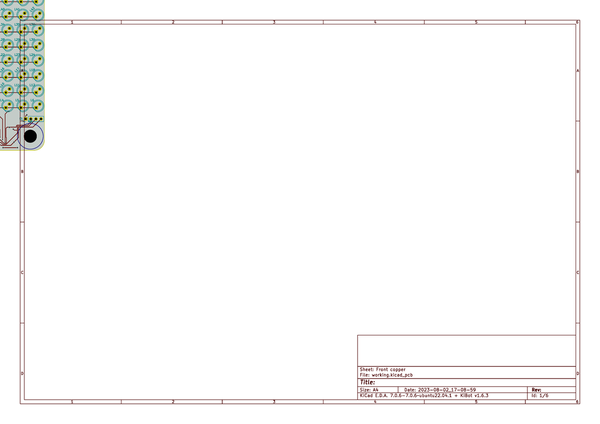 1 2 3 4 5 6
A A
B B
C C
D D
Sheet: Front copper
File: working.kicad_pcb
Title:
Size: A4 Date: 2023-08-02_17-08-59 Rev:
KiCad E.D.A. 7.0.6-7.0.6~ubuntu22.04.1 + KiBot v1.6.3 Id: 1/6
1 2 3 4 5 6